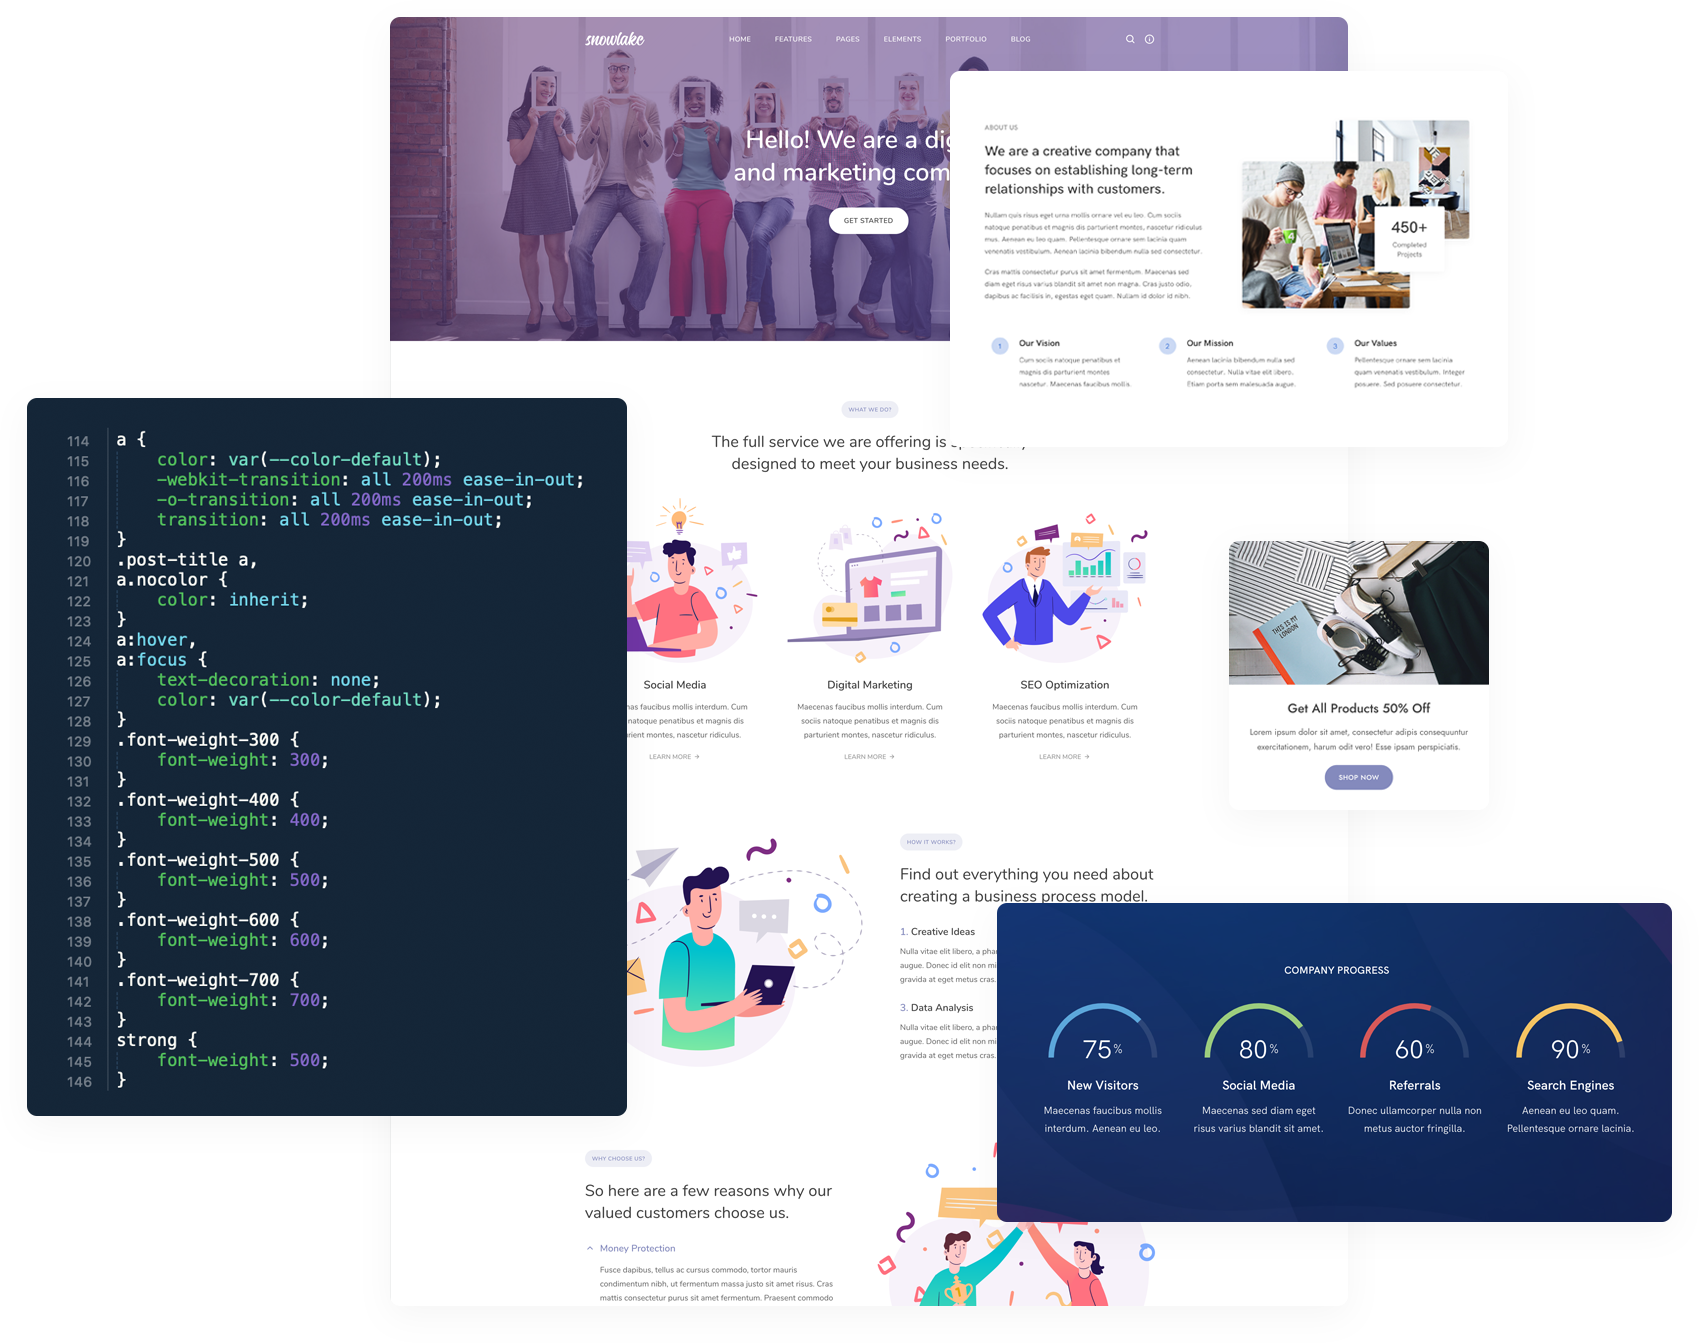 snowlake
HOME
FEATURES
PAGES
ELEMENTS
PORTFOLIO
BLOG
Hello! We are a
and marketing
GET STARTED
ABOUT US
We are a creative company that
focuses on establishing long-term
relationships with customers.
Nullam quis risus eget urna mollis ornare vel eu leo. Cum sociis
natoque penatibus et magnis dis parturient montes, nascetur ridiculus
mus. Aenean eu leo quam. Pellentesque ornare sem lacinia quam
venenatis vestibulum. Aenean lacinia bibendum nulla sed consectetur.
Cras mattis consectetur purus sit amet fermentum. Maecenas sed
diam eget risus varius blandit sit amet non magna. Cras justo odio,
dapibus ac facilisis in, egestas eget quam. Nullam id dolor id nibh.
450+
Completed
Projects
1
Our Vision
Cum sociis natoque penatibus et
magnis dis parturient montes
nascetur. Maecenas faucibus mollis.
2
Our Mission
Aenean lacinia bibendum nulla sed
consectetur. Nulla vitae elit libero.
Etiam porta sem malesuada augue.
3
Our Values
Pellentesque ornare sem lacinia
quam venenatis vestibulum. Integer
posuere. Sed posuere consectetur.
WHAT WE DO?
The full service we are offering is
designed to meet your business needs.
114 a {
115 color: var(--color-default);
116 -webkit-transition: all 200ms ease-in-out;
117 -o-transition: all 200ms ease-in-out;
118 transition: all 200ms ease-in-out;
119 }
120 .post-title a,
121 a.nocolor {
122 color: inherit;
123 }
124 a:hover,
125 a:focus {
126 text-decoration: none;
127 color: var(--color-default);
128 }
129 .font-weight-300 {
130 font-weight: 300;
131 }
132 .font-weight-400 {
133 font-weight: 400;
134 }
135 .font-weight-500 {
136 font-weight: 500;
137 }
138 .font-weight-600 {
139 font-weight: 600;
140 }
141 .font-weight-700 {
142 font-weight: 700;
143 }
144 strong {
145 font-weight: 500;
146 }
Social Media
faucibus mollis interdum. Cum
natoque penatibus et magnis dis
montes, nascetur ridiculus.
LEARN MORE →
Digital Marketing
Maecenas faucibus mollis interdum. Cum
sociis natoque penatibus et magnis dis
parturient montes, nascetur ridiculus.
LEARN MORE →
SEO Optimization
Maecenas faucibus mollis interdum. Cum
sociis natoque penatibus et magnis dis
parturient montes, nascetur ridiculus.
LEARN MORE →
THIS IS MY
LONDON
Get All Products 50% Off
Lorem ipsum dolor sit amet, consectetur adipis consequuntur
exercitationem, harum odit vero! Esse ipsam perspiciatis.
SHOP NOW
HOW IT WORKS?
Find out everything you need about
creating a business process model.
1. Creative Ideas
Nulla vitae elit libero, a
augue. Donec id elit non mi
gravida at eget metus cras.
3. Data Analysis
Nulla vitae elit libero, a
augue. Donec id elit non mi
gravida at eget metus cras.
COMPANY PROGRESS
75%
New Visitors
Maecenas faucibus mollis
interdum. Aenean eu leo.
80%
Social Media
Maecenas sed diam eget
risus varius blandit sit amet.
60%
Referrals
Donec ullamcorper nulla non
metus auctor fringilla.
90%
Search Engines
Aenean eu leo quam.
Pellentesque ornare lacinia.
WHY CHOOSE US?
So here are a few reasons why our
valued customers choose us.
Money Protection
Fusce dapibus, tellus ac cursus commodo, tortor mauris
condimentum nibh, ut fermentum massa justo sit amet risus. Cras
mattis consectetur purus sit amet fermentum. Praesent commodo